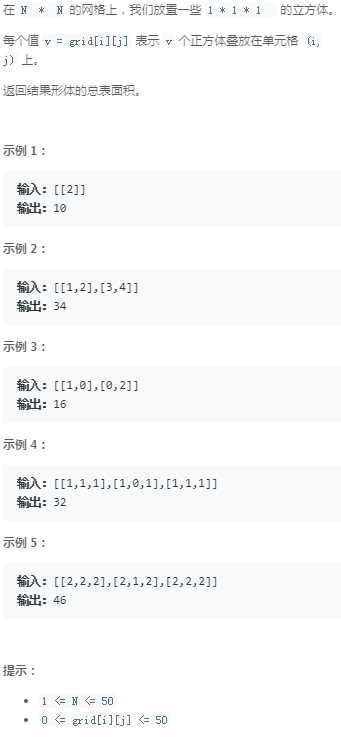 在 N * N 的网格上，我们放置一些 1 * 1 * 1 的立方体。
每个值 v = grid[i][j] 表示 v 个正方体叠放在单元格 (i,
j) 上。
返回结果形体的总表面积。
示例 1：
输入：[[2]]
输出：10
示例 2：
输入：[[1,2],[3,4]]
输出：34
示例 3：
输入：[[1,0],[0,2]]
输出：16
示例 4：
输入：[[1,1,1],[1,0,1],[1,1,1]]
输出：32
示例 5：
输入：[[2,2,2],[2,1,2],[2,2,2]]
输出：46
提示：
• 1 <= N <= 50
• 0 <= grid[i][j] <= 50